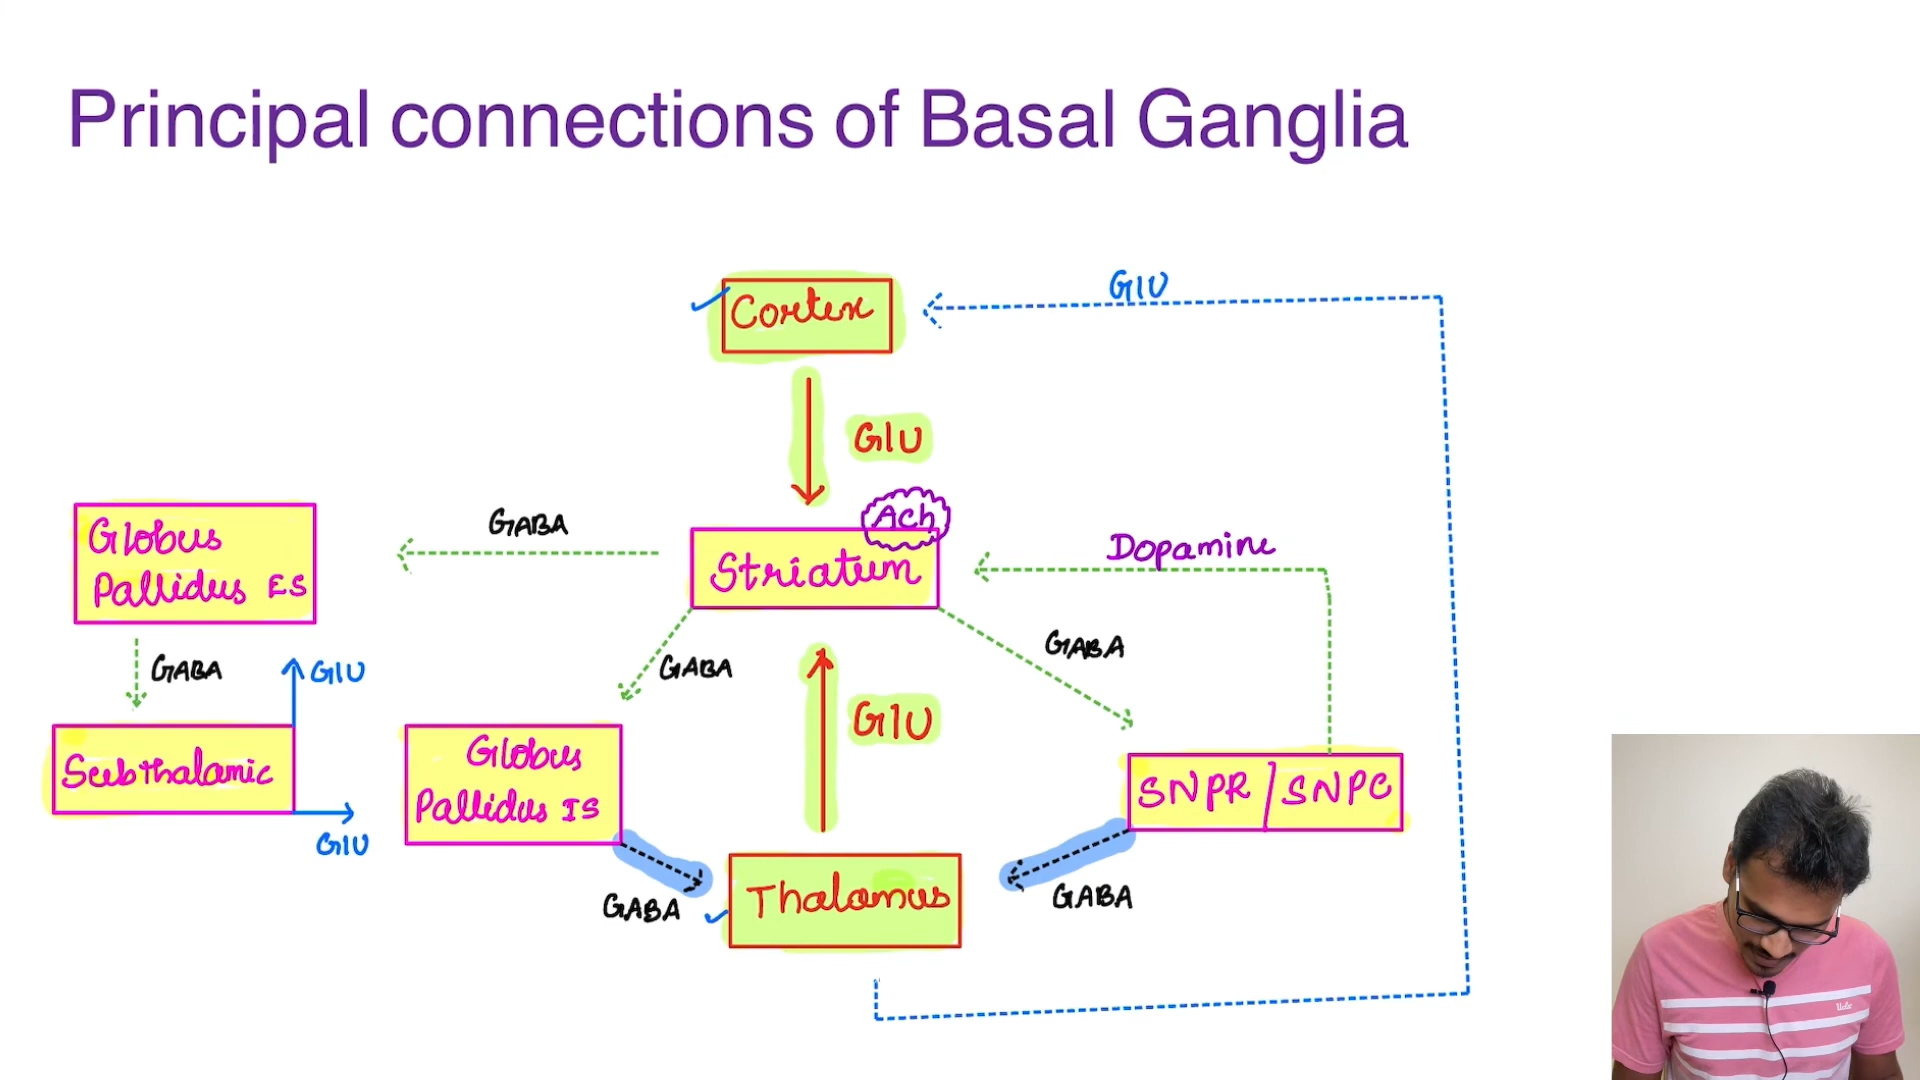 Principal connections of Basal Ganglia
Cortex
GlU
GlU
Ach
Striatum
GABA
Dopamine
Globus
Pallidus ES
GABA
GlU
GABA
GABA
GlU
Subthalamic
GlU
Globus
Pallidus IS
SNPR / SNPC
GABA
Thalamus
GABA